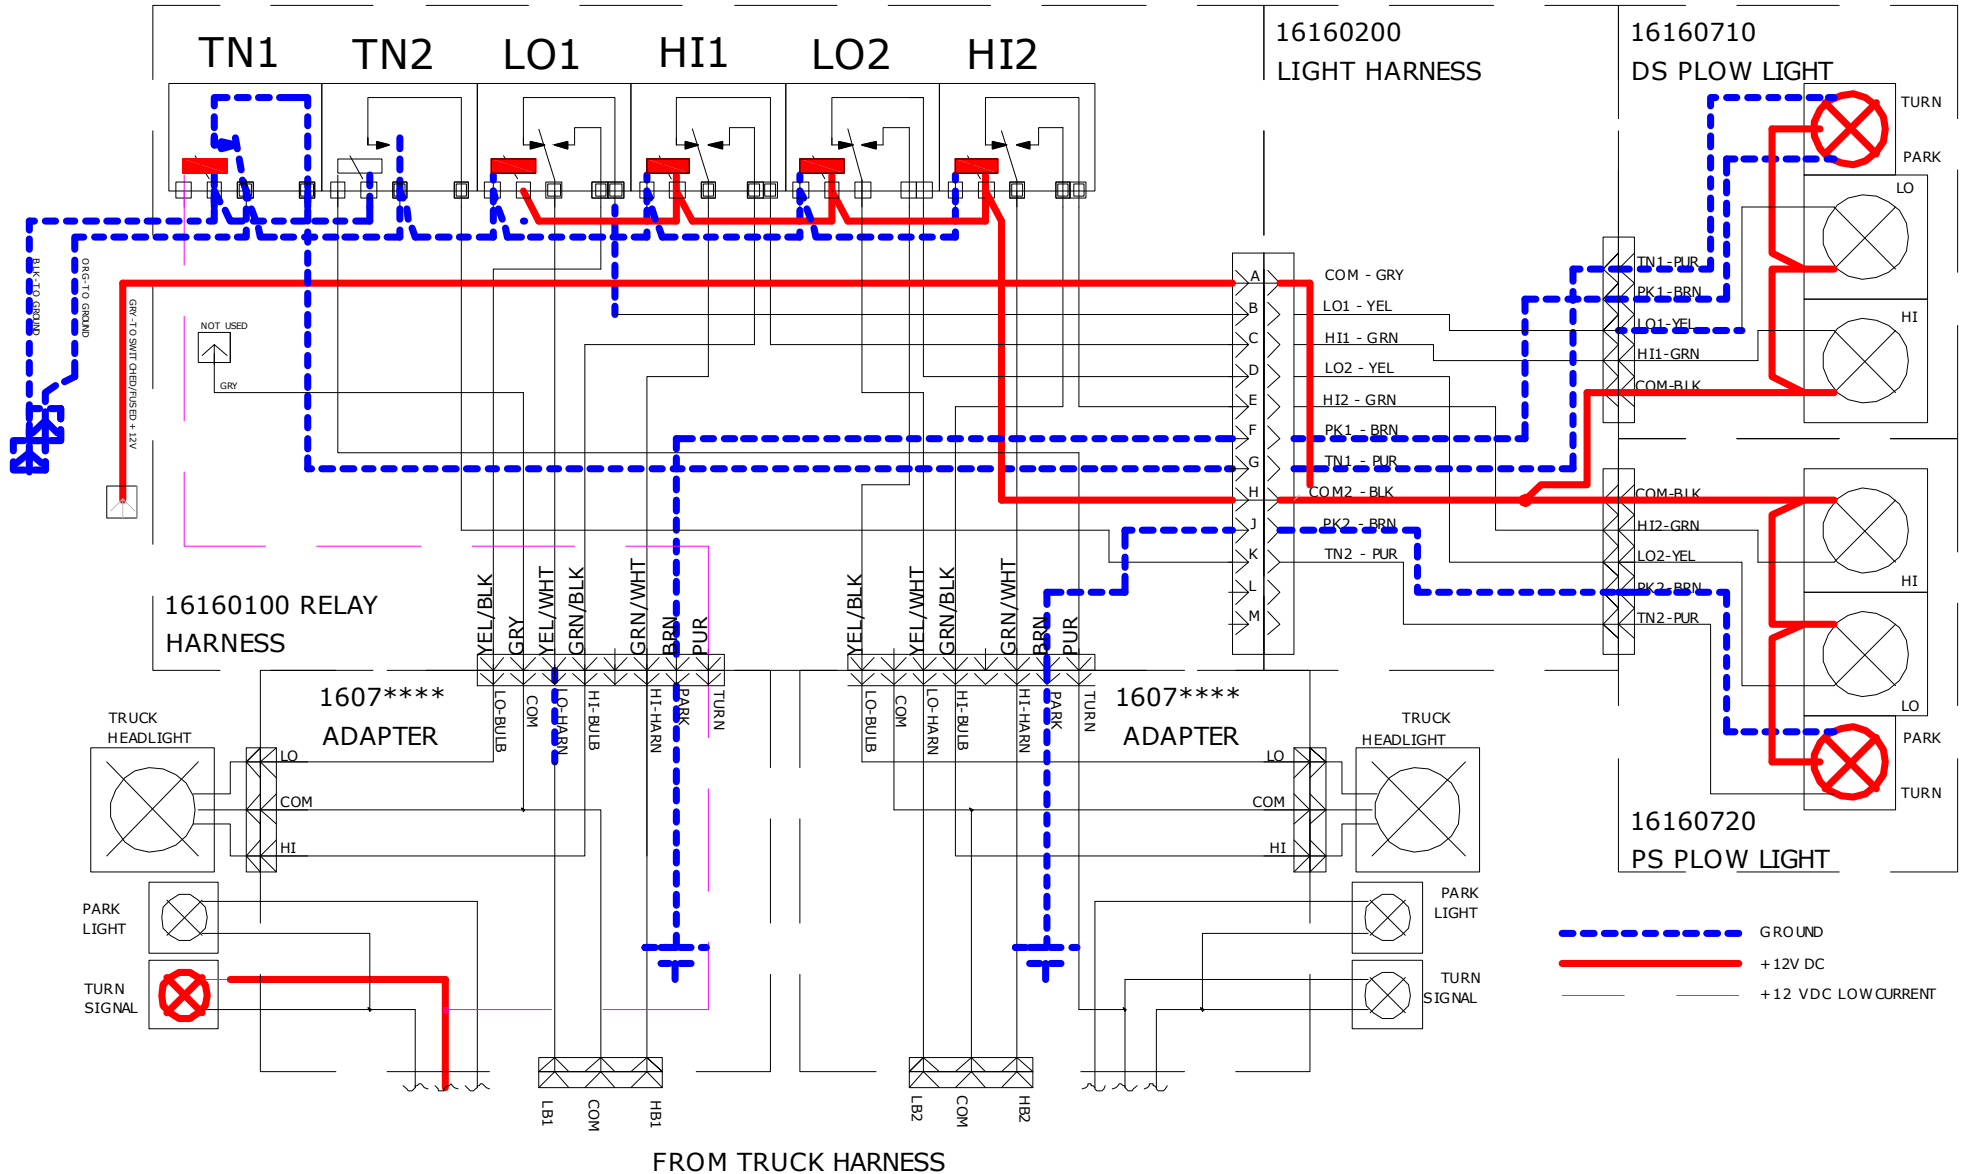 TN1
TN2
LO1
HI1
LO2
HI2
16160200
LIGHT HARNESS
16160710
DS PLOW LIGHT
TURN
PARK
LO
HI
BLK-TO GROUND
ORG-TO GROUND
GRY-TO SWITCHED/FUSED +12V
NOT USED
GRY
A
B
C
D
E
F
G
H
J
K
L
M
COM - GRY
LO1 - YEL
HI1 - GRN
LO2 - YEL
HI2 - GRN
PK1 - BRN
TN1 - PUR
COM2 - BLK
PK2 - BRN
TN2 - PUR
TN1-PUR
PK1-BRN
LO1-YEL
HI1-GRN
COM-BLK
COM-BLK
HI2-GRN
LO2-YEL
PK2-BRN
TN2-PUR
HI
LO
PARK
TURN
16160720
PS PLOW LIGHT
16160100 RELAY
HARNESS
YEL/BLK
GRY
YEL/WHT
GRN/BLK
GRN/WHT
BRN
PUR
YEL/BLK
YEL/WHT
GRN/BLK
GRN/WHT
BRN
PUR
LO-BULB
COM
LO-HARN
HI-BULB
HI-HARN
PARK
TURN
LO-BULB
COM
LO-HARN
HI-BULB
HI-HARN
PARK
TURN
1607****
ADAPTER
1607****
ADAPTER
TRUCK
HEADLIGHT
LO
COM
HI
PARK
LIGHT
TURN
SIGNAL
LO
COM
HI
TRUCK
HEADLIGHT
PARK
LIGHT
TURN
SIGNAL
GROUND
+12V DC
+12 VDC LOW CURRENT
LB1
COM
HB1
LB2
COM
HB2
FROM TRUCK HARNESS